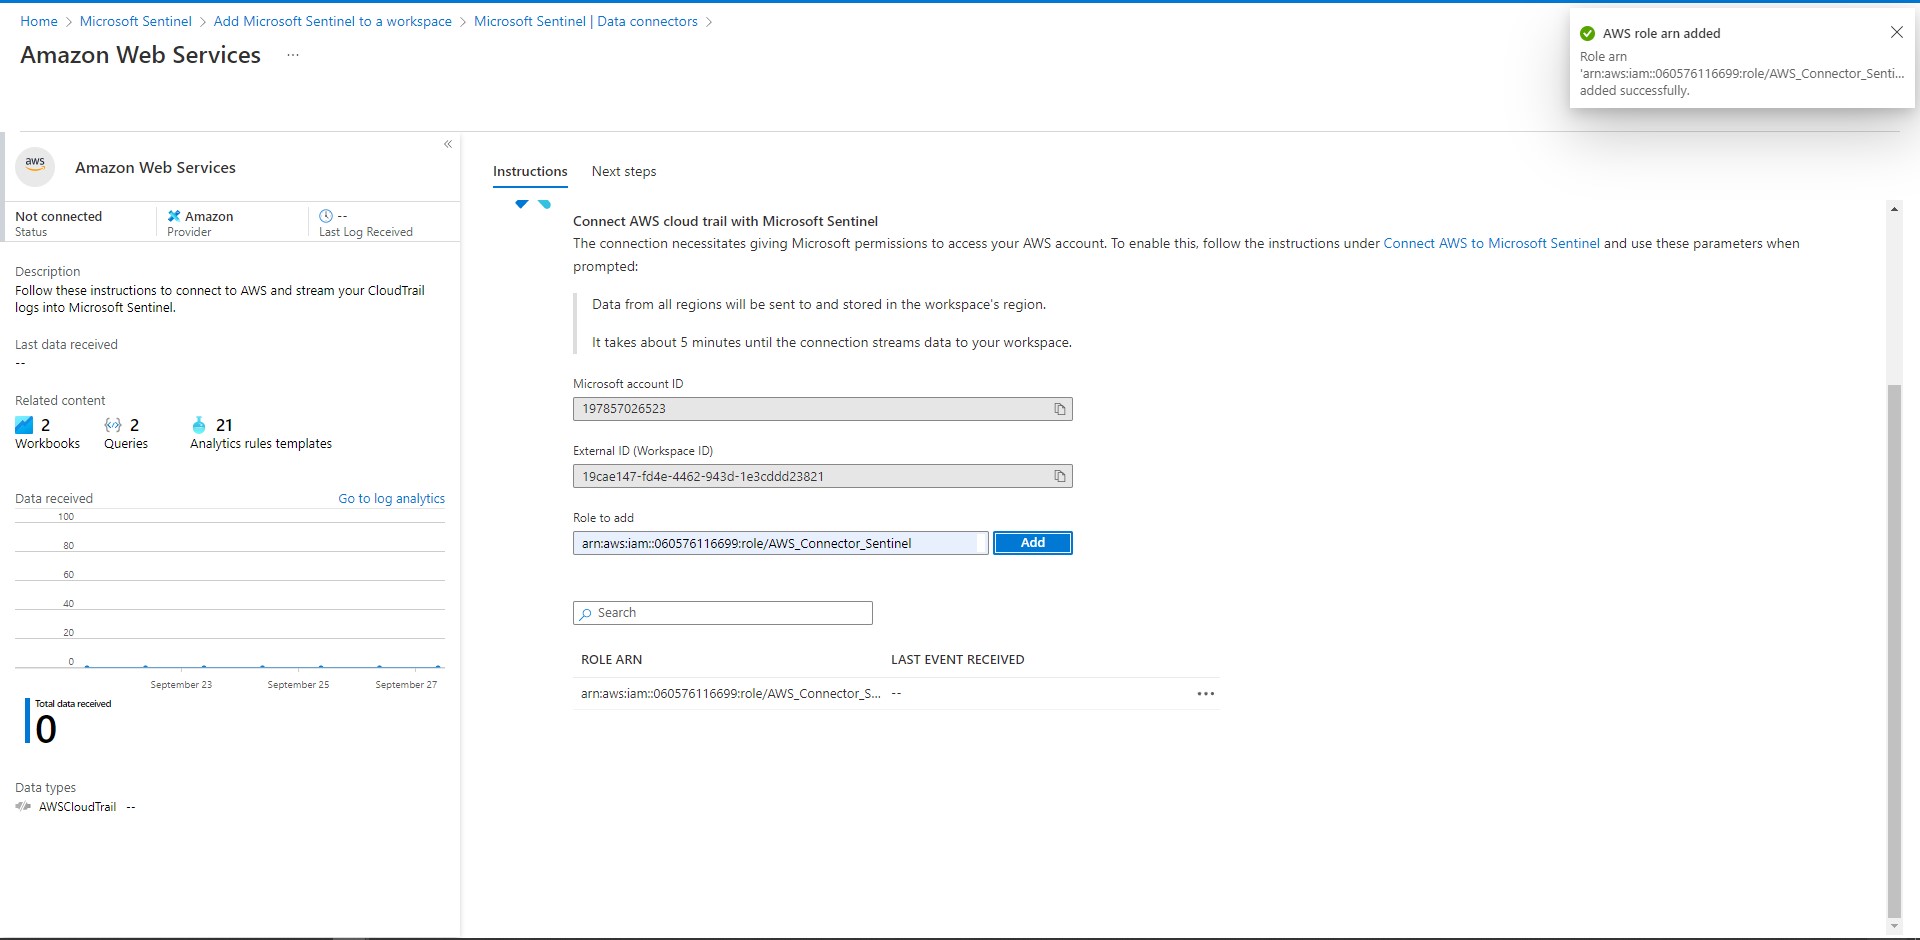 Home > Microsoft Sentinel > Add Microsoft Sentinel to a workspace > Microsoft Sentinel | Data connectors >
Amazon Web Services ...
AWS role arn added
Role arn
'arn:aws:iam::060576116699:role/AWS_Connector_Senti...
added successfully.
aws
Amazon Web Services
«
Not connected
Status
Amazon
Provider
--
Last Log Received
Description
Follow these instructions to connect to AWS and stream your CloudTrail
logs into Microsoft Sentinel.
Last data received
--
Related content
2
Workbooks
2
Queries
21
Analytics rules templates
Data received
Go to log analytics
100
80
60
40
20
0
September 23
September 25
September 27
Total data received
0
Data types
AWSCloudTrail --
Instructions
Next steps
Connect AWS cloud trail with Microsoft Sentinel
The connection necessitates giving Microsoft permissions to access your AWS account. To enable this, follow the instructions under Connect AWS to Microsoft Sentinel and use these parameters when
prompted:
Data from all regions will be sent to and stored in the workspace's region.
It takes about 5 minutes until the connection streams data to your workspace.
Microsoft account ID
197857026523
External ID (Workspace ID)
19cae147-fd4e-4462-943d-1e3cddd23821
Role to add
arn:aws:iam::060576116699:role/AWS_Connector_Sentinel
Add
Search
ROLE ARN
LAST EVENT RECEIVED
arn:aws:iam::060576116699:role/AWS_Connector_S...
--
...